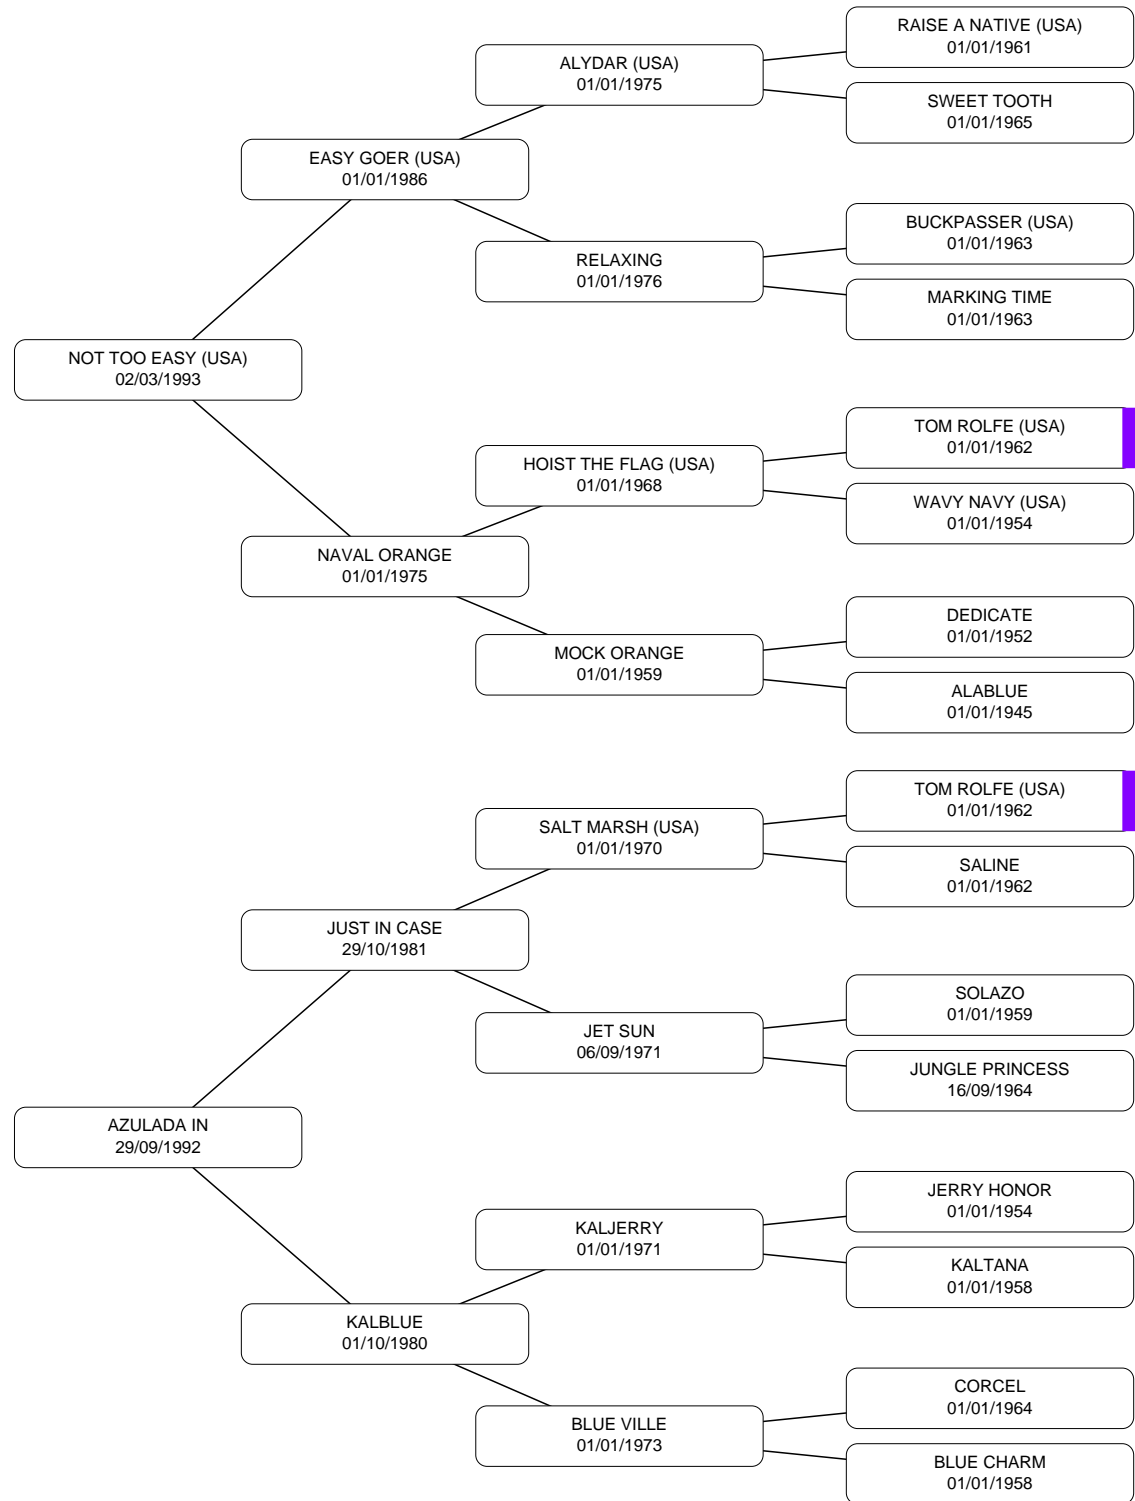 RAISE A NATIVE (USA)
01/01/1961
ALYDAR (USA)
01/01/1975
SWEET TOOTH
01/01/1965
EASY GOER (USA)
01/01/1986
BUCKPASSER (USA)
01/01/1963
RELAXING
01/01/1976
MARKING TIME
01/01/1963
NOT TOO EASY (USA)
02/03/1993
TOM ROLFE (USA)
01/01/1962
HOIST THE FLAG (USA)
01/01/1968
WAVY NAVY (USA)
01/01/1954
NAVAL ORANGE
01/01/1975
DEDICATE
01/01/1952
MOCK ORANGE
01/01/1959
ALABLUE
01/01/1945
TOM ROLFE (USA)
01/01/1962
SALT MARSH (USA)
01/01/1970
SALINE
01/01/1962
JUST IN CASE
29/10/1981
SOLAZO
01/01/1959
JET SUN
06/09/1971
JUNGLE PRINCESS
16/09/1964
AZULADA IN
29/09/1992
JERRY HONOR
01/01/1954
KALJERRY
01/01/1971
KALTANA
01/01/1958
KALBLUE
01/10/1980
CORCEL
01/01/1964
BLUE VILLE
01/01/1973
BLUE CHARM
01/01/1958